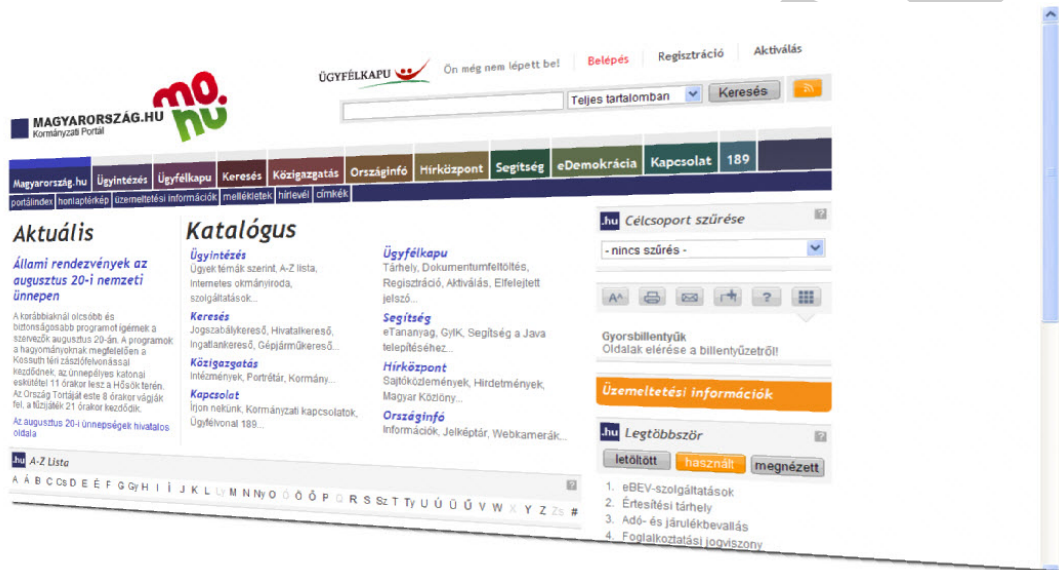 ÜGYFÉLKAPU
Ön még nem lépett be!
Belépés
Regisztráció
Aktiválás
mo.
hu
MAGYARORSZÁG.HU
Kormányzati Portál
Teljes tartalomban
Keresés
Magyarország.hu
Ügyintézés
Ügyfélkapu
Keresés
Közigazgatás
Országinfó
Hírközpont
Segítség
eDemokrácia
Kapcsolat
189
portálindex
honlaptérkép
üzemeltetési információk
mellékletek
hírlevél
címkék
Aktuális
Állami rendezvények az
augusztus 20-i nemzeti
ünnepen
A korábbiaknál olcsóbb és
biztonságosabb programot ígérnek a
szervezők augusztus 20-án. A programok
a hagyományoknak megfelelően a
Kossuth téri zászlófelvonással
kezdődnek, az ünnepélyes katonai
eskütétel 11 órakor lesz a Hősök terén.
Az Ország Tortáját este 8 órakor vágják
fel, a tűzijáték 21 órakor kezdődik.
Az augusztus 20-i ünnepségek hivatalos
oldala
Katalógus
Ügyintézés
Ügyek témák szerint, A-Z lista,
Internetes okmányiroda,
szolgáltatások...
Keresés
Jogszabálykereső, Hivatalkereső,
Ingatlankereső, Gépjárműkereső...
Közigazgatás
Intézmények, Portrétár, Kormány...
Kapcsolat
Írjon nekünk, Kormányzati kapcsolatok,
Ügyfélvonal 189...
Ügyfélkapu
Tárhely, Dokumentumfeltöltés,
Regisztráció, Aktiválás, Elfelejtett
jelszó...
Segítség
eTananyag, GyIK, Segítség a Java
telepítéséhez...
Hírközpont
Sajtóközlemények, Hirdetmények,
Magyar Közlöny...
Országinfó
Információk, Jelképtár, Webkamerák...
.hu Célcsoport szűrése ?
- nincs szűrés -
AA ?
Gyorsbillentyűk
Oldalak elérése a billentyűzetről!
Üzemeltetési információk
.hu Legtöbbször ?
letöltött
használt
megnézett
1. eBEV-szolgáltatások
2. Értesítési tárhely
3. Adó- és járulékbevallás
4. Foglalkoztatási jogviszony
.hu A-Z Lista ?
A Á B C Cs D E É F G Gy H I Í J K L Ly M N Ny O Ó Ö Ő P Q R S Sz T Ty U Ú Ü Ű V W X Y Z Zs #